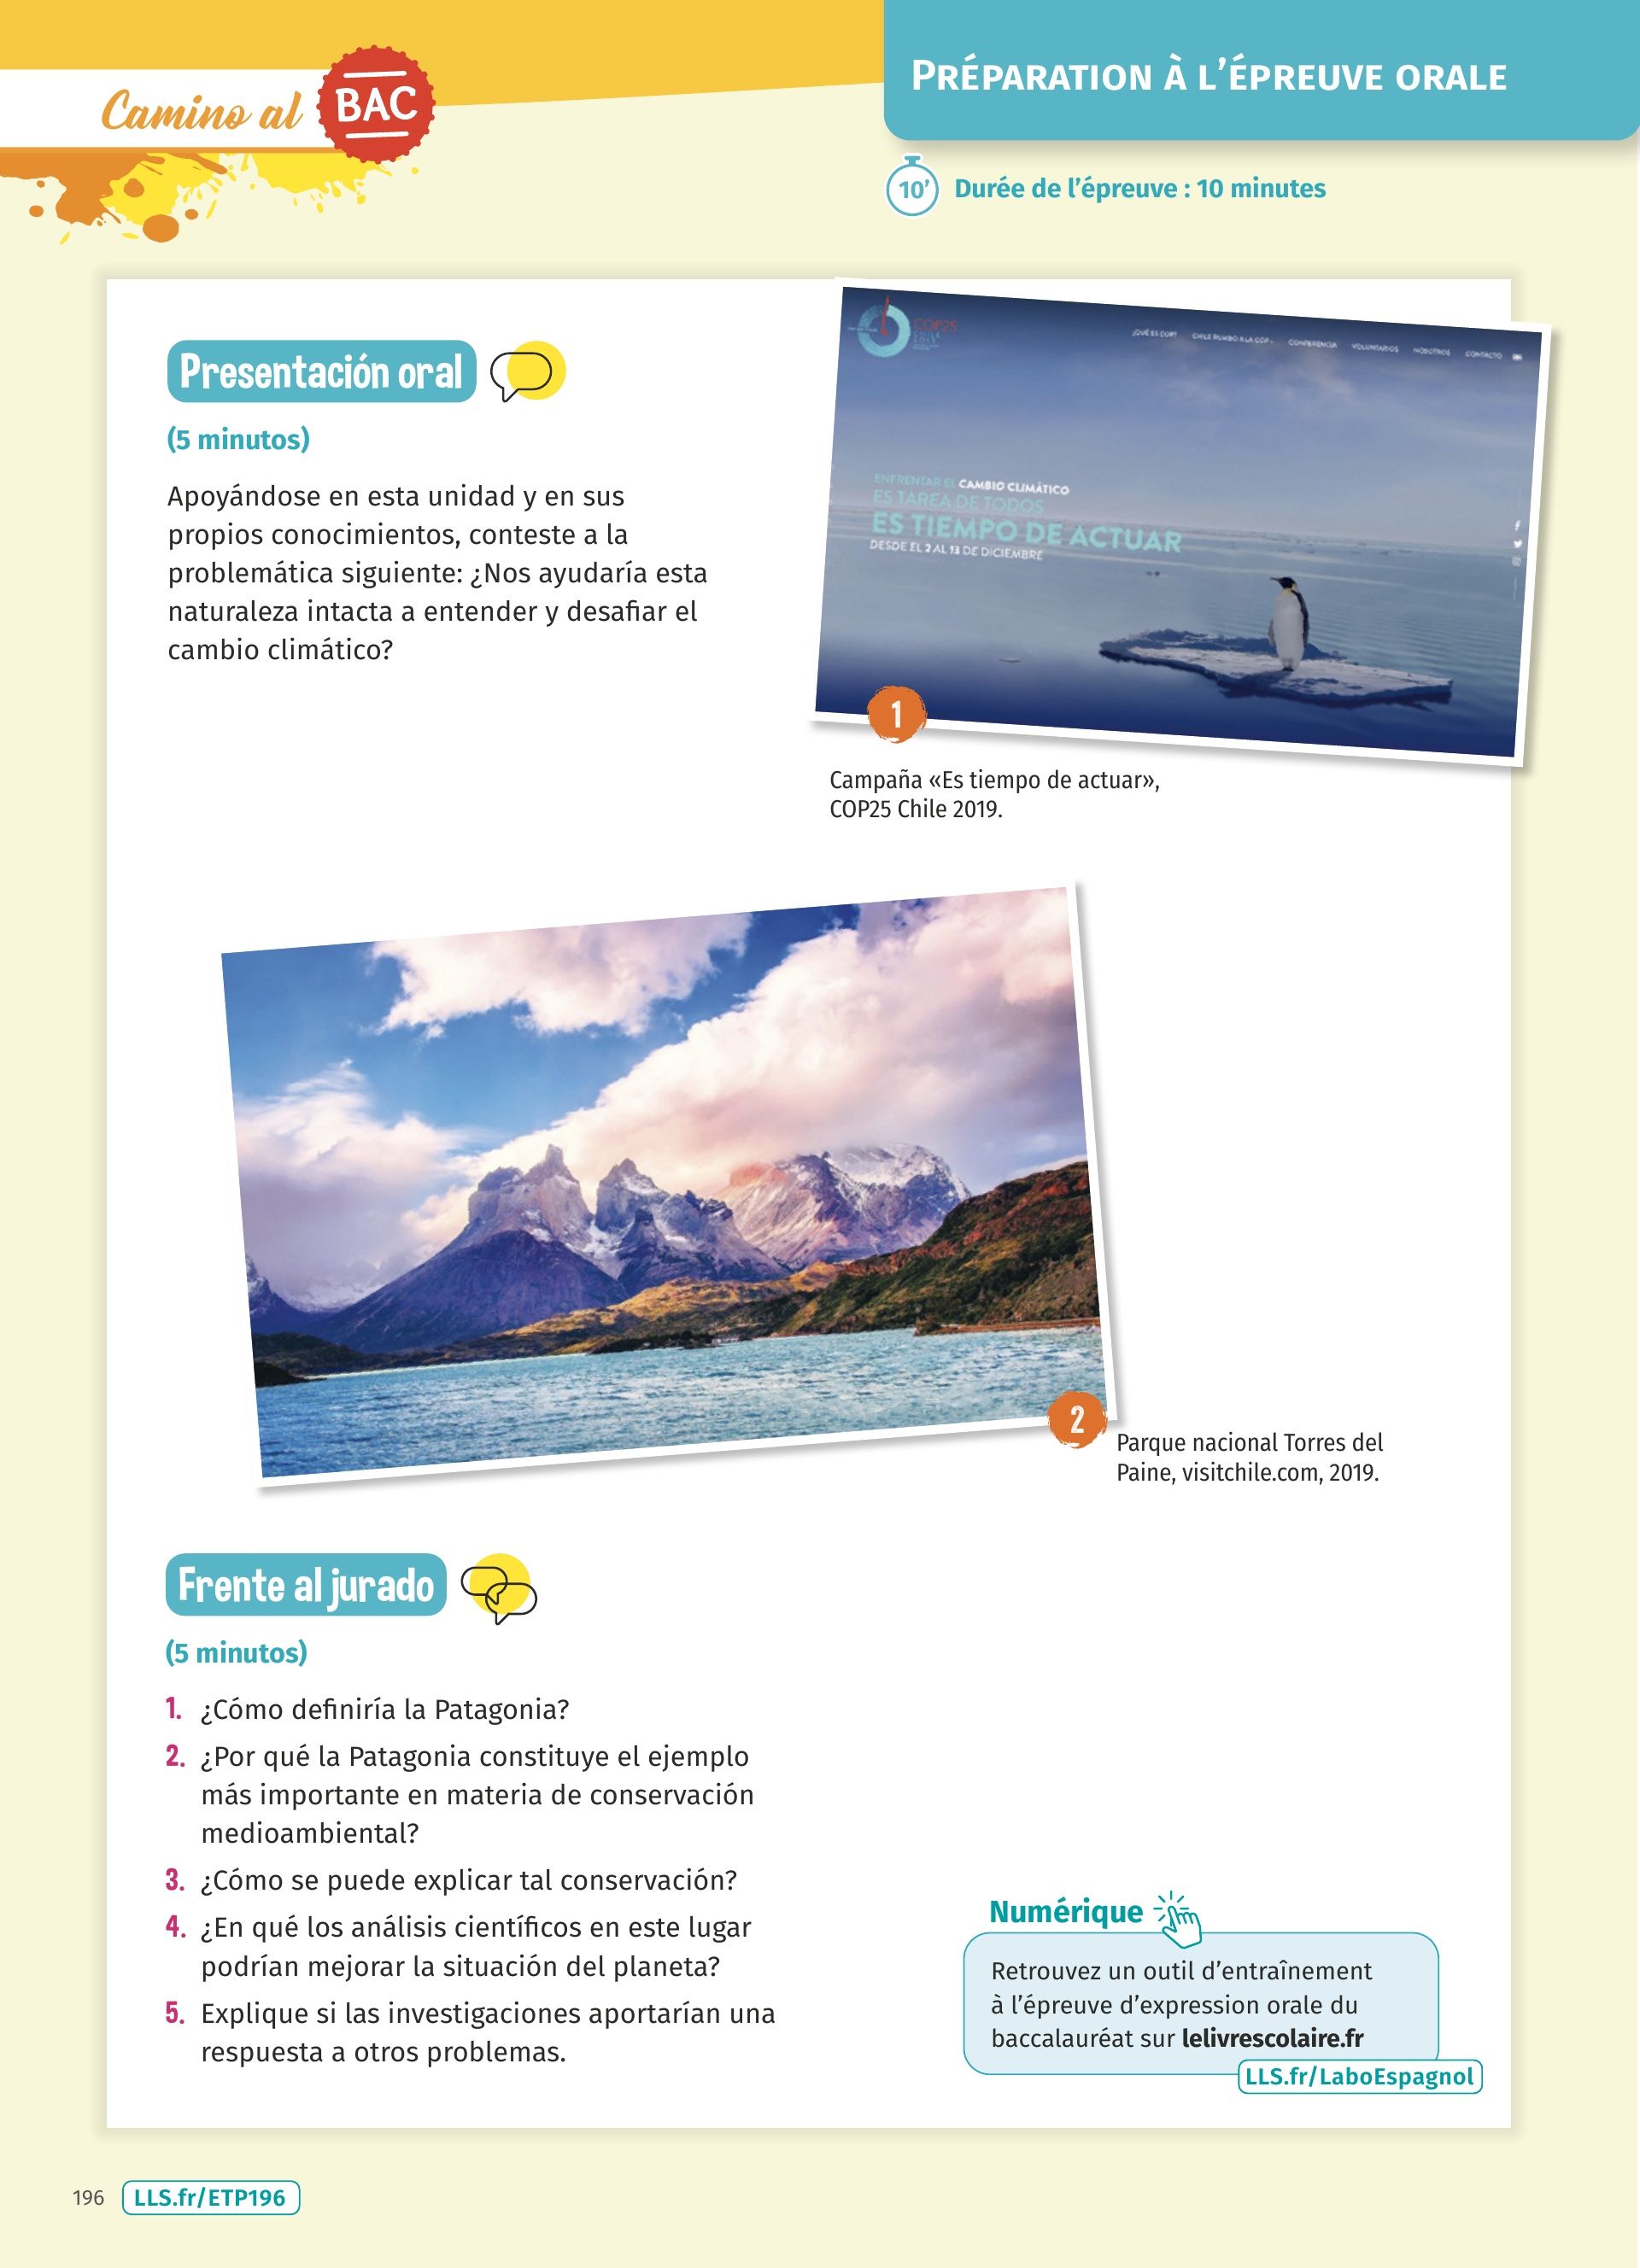 Camino al BAC
PRÉPARATION À L'ÉPREUVE ORALE
10' Durée de l'épreuve : 10 minutes
Presentación oral
(5 minutos)
Apoyándose en esta unidad y en sus
propios conocimientos, conteste a la
problemática siguiente: ¿Nos ayudaría esta
naturaleza intacta a entender y desafiar el
cambio climático?
COP25
¿QUÉ ES COP? CHILE RUMBO A LA COP CONFERENCIA VOLUNTARIOS NOSOTROS CONTACTO
ENFRENTAR EL CAMBIO CLIMÁTICO
ES TAREA DE TODOS
ES TIEMPO DE ACTUAR
DESDE EL 2 AL 13 DE DICIEMBRE
1
Campaña «Es tiempo de actuar»,
COP25 Chile 2019.
2
Parque nacional Torres del
Paine, visitchile.com, 2019.
Frente al jurado
(5 minutos)
1. ¿Cómo definiría la Patagonia?
2. ¿Por qué la Patagonia constituye el ejemplo
más importante en materia de conservación
medioambiental?
3. ¿Cómo se puede explicar tal conservación?
4. ¿En qué los análisis científicos en este lugar
podrían mejorar la situación del planeta?
5. Explique si las investigaciones aportarían una
respuesta a otros problemas.
Numérique
Retrouvez un outil d'entraînement
à l'épreuve d'expression orale du
baccalauréat sur lelivrescolaire.fr
LLS.fr/LaboEspagnol
196 LLS.fr/ETP196